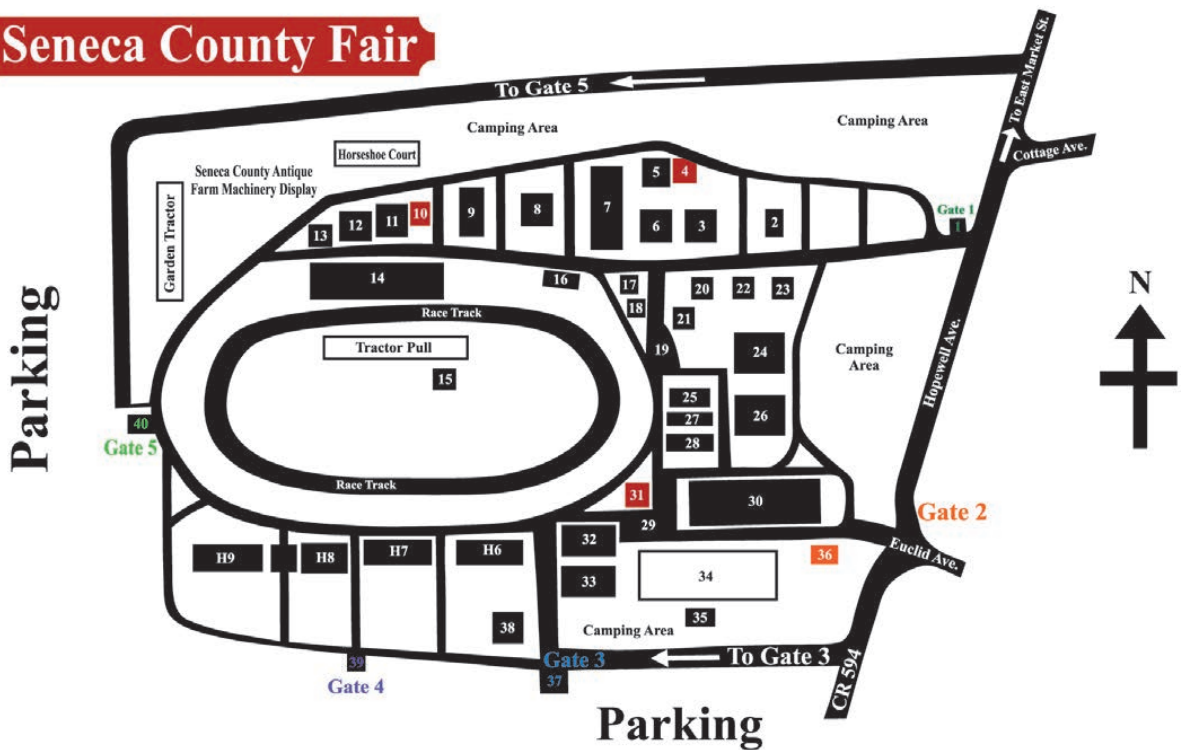 Seneca County Fair
To East Market St.
To Gate 5
Camping Area
Camping Area
Cottage Ave.
Horseshoe Court
Seneca County Antique
Farm Machinery Display
Garden Tractor
5
4
13
12
11
10
9
8
7
6
3
2
Gate 1
1
14
16
17
18
20
22
23
21
N
Race Track
Tractor Pull
15
19
24
Camping
Area
Hopewell Ave.
Parking
25
27
28
26
40
Gate 5
Race Track
31
29
30
Gate 2
Euclid Ave.
H9
H8
H7
H6
32
33
34
36
35
38
Camping Area
39
Gate 4
Gate 3
37
To Gate 3
CR 594
Parking